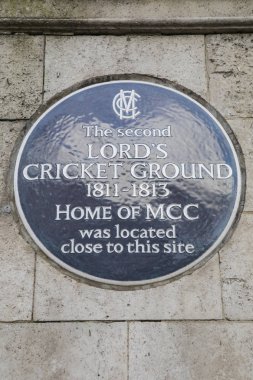 MCC
The second
LORD'S
CRICKET GROUND
1811-1813
HOME OF MCC
was located
close to this site